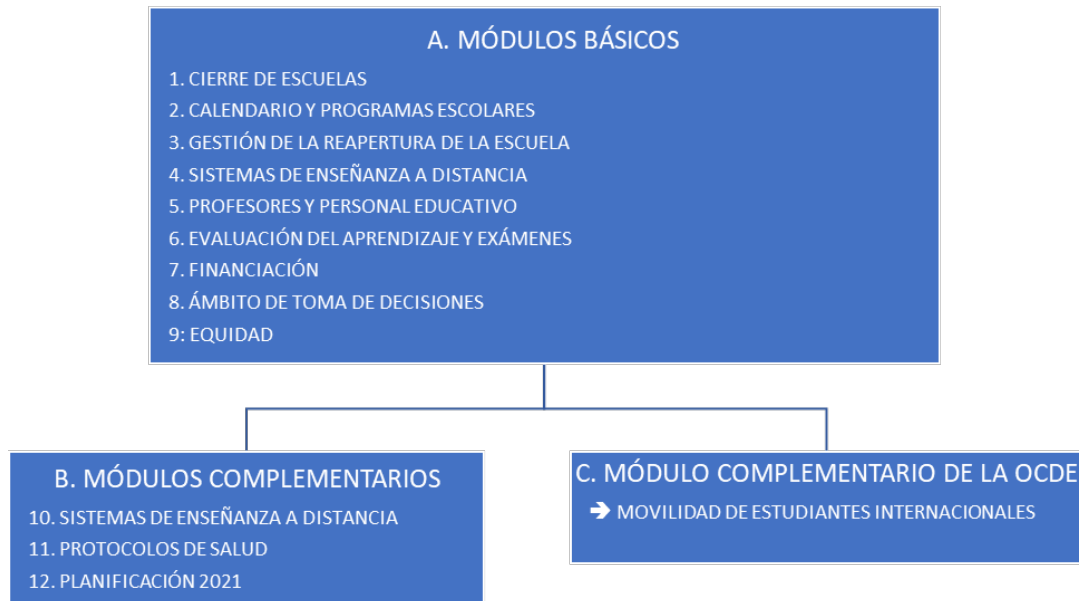 A. MÓDULOS BÁSICOS
1. CIERRE DE ESCUELAS
2. CALENDARIO Y PROGRAMAS ESCOLARES
3. GESTIÓN DE LA REAPERTURA DE LA ESCUELA
4. SISTEMAS DE ENSEÑANZA A DISTANCIA
5. PROFESORES Y PERSONAL EDUCATIVO
6. EVALUACIÓN DEL APRENDIZAJE Y EXÁMENES
7. FINANCIACIÓN
8. ÁMBITO DE TOMA DE DECISIONES
9: EQUIDAD
B. MÓDULOS COMPLEMENTARIOS
10. SISTEMAS DE ENSEÑANZA A DISTANCIA
11. PROTOCOLOS DE SALUD
12. PLANIFICACIÓN 2021
C. MÓDULO COMPLEMENTARIO DE LA OCDE
➔ MOVILIDAD DE ESTUDIANTES INTERNACIONALES